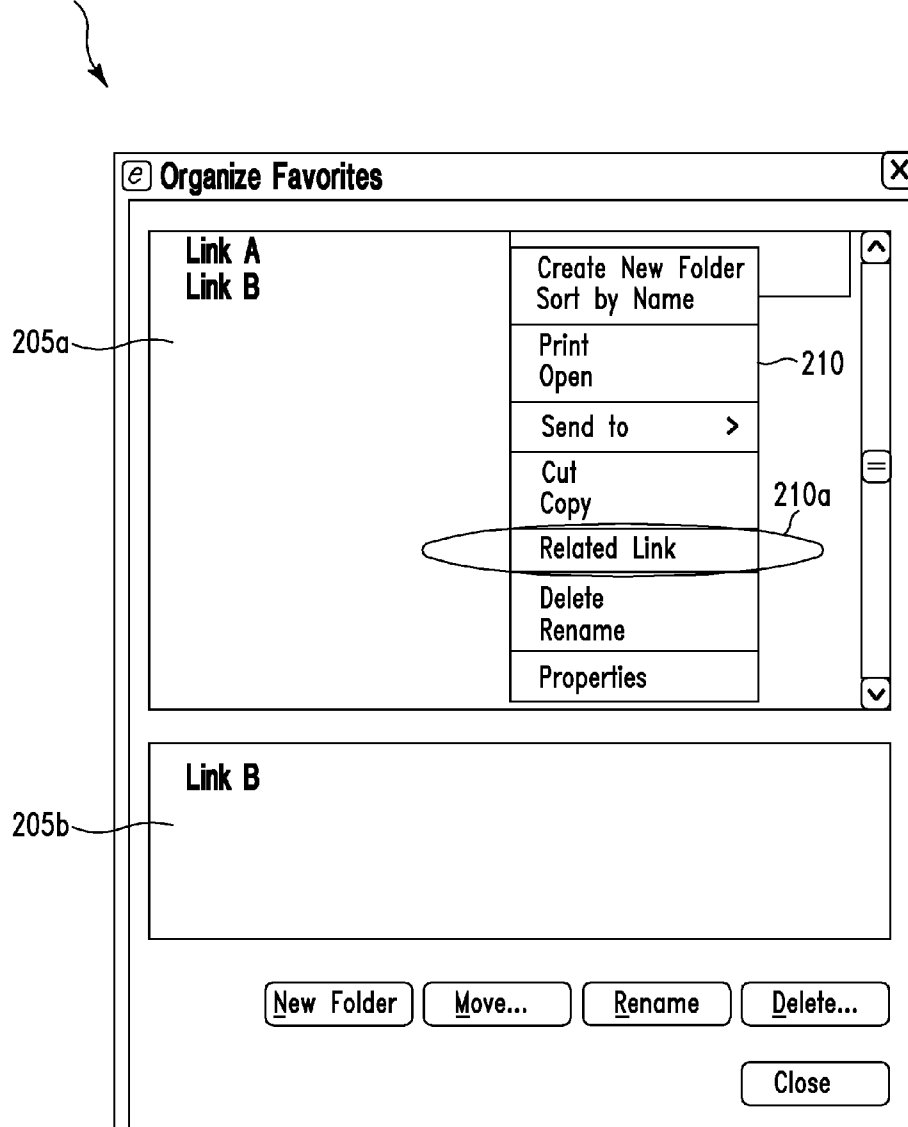 e Organize Favorites X
Link A
Link B
Create New Folder
Sort by Name
205a
Print
210
Open
Send to >
Cut
Copy
210a
Related Link
Delete
Rename
Properties
Link B
205b
New Folder Move... Rename Delete...
Close